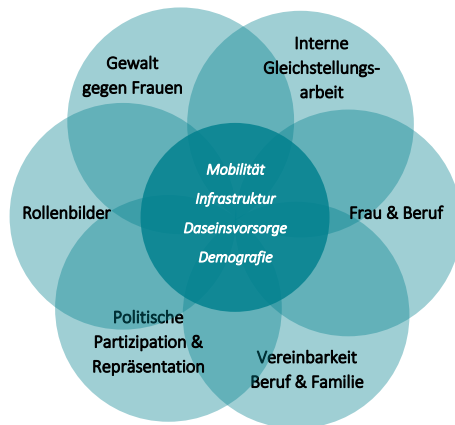 Gewalt
gegen Frauen
Interne
Gleichstellungs-
arbeit
Rollenbilder
Mobilität
Infrastruktur
Daseinsvorsorge
Demografie
Frau & Beruf
Politische
Partizipation &
Repräsentation
Vereinbarkeit
Beruf & Familie